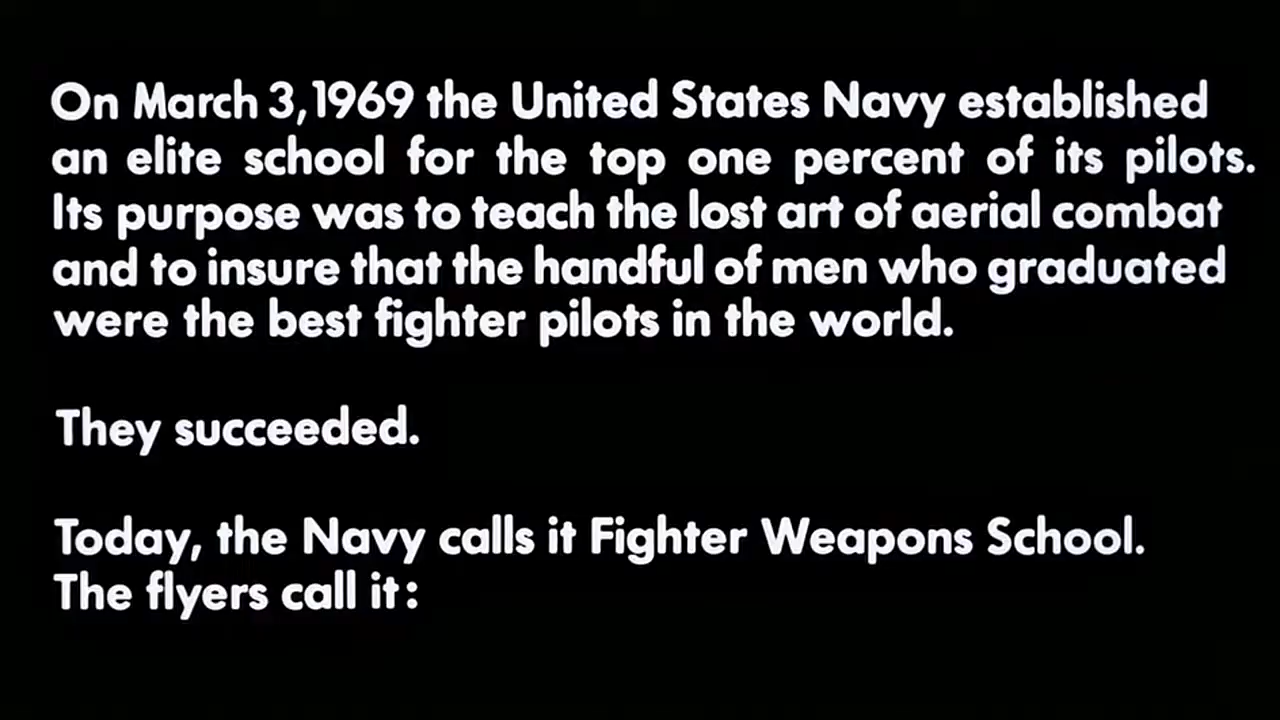 On March 3,1969 the United States Navy established
an elite school for the top one percent of its pilots.
Its purpose was to teach the lost art of aerial combat
and to insure that the handful of men who graduated
were the best fighter pilots in the world.
They succeeded.
Today, the Navy calls it Fighter Weapons School.
The flyers call it: